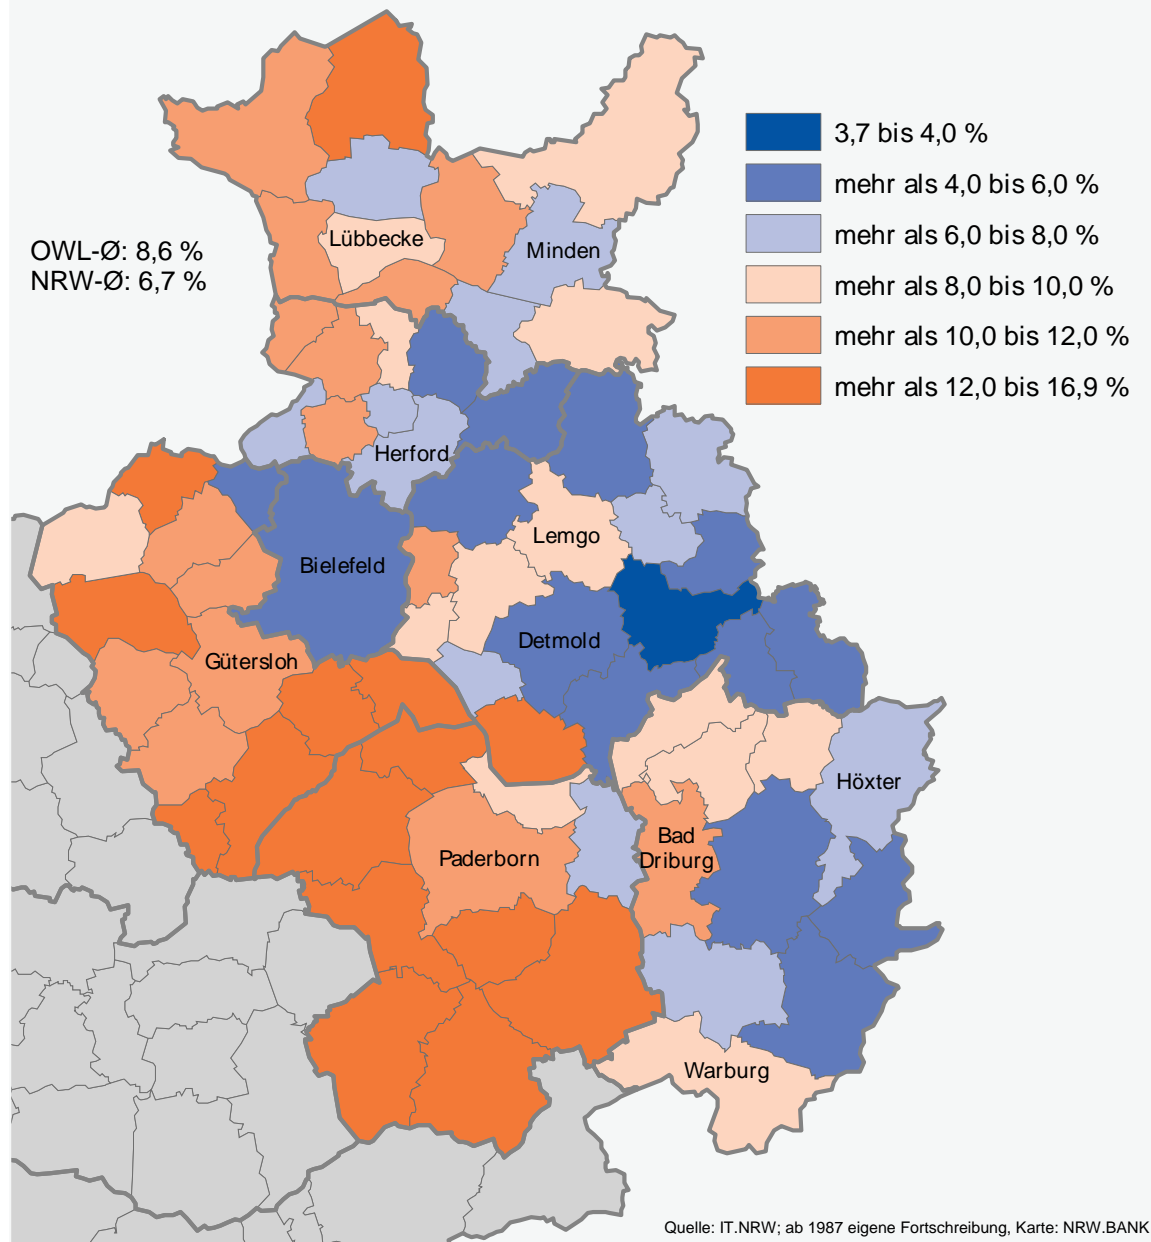 3,7 bis 4,0 %
mehr als 4,0 bis 6,0 %
mehr als 6,0 bis 8,0 %
mehr als 8,0 bis 10,0 %
mehr als 10,0 bis 12,0 %
mehr als 12,0 bis 16,9 %
OWL-Ø: 8,6 %
NRW-Ø: 6,7 %
Lübbecke
Minden
Herford
Lemgo
Bielefeld
Detmold
Gütersloh
Höxter
Bad
Driburg
Paderborn
Warburg
Quelle: IT.NRW; ab 1987 eigene Fortschreibung, Karte: NRW.BANK